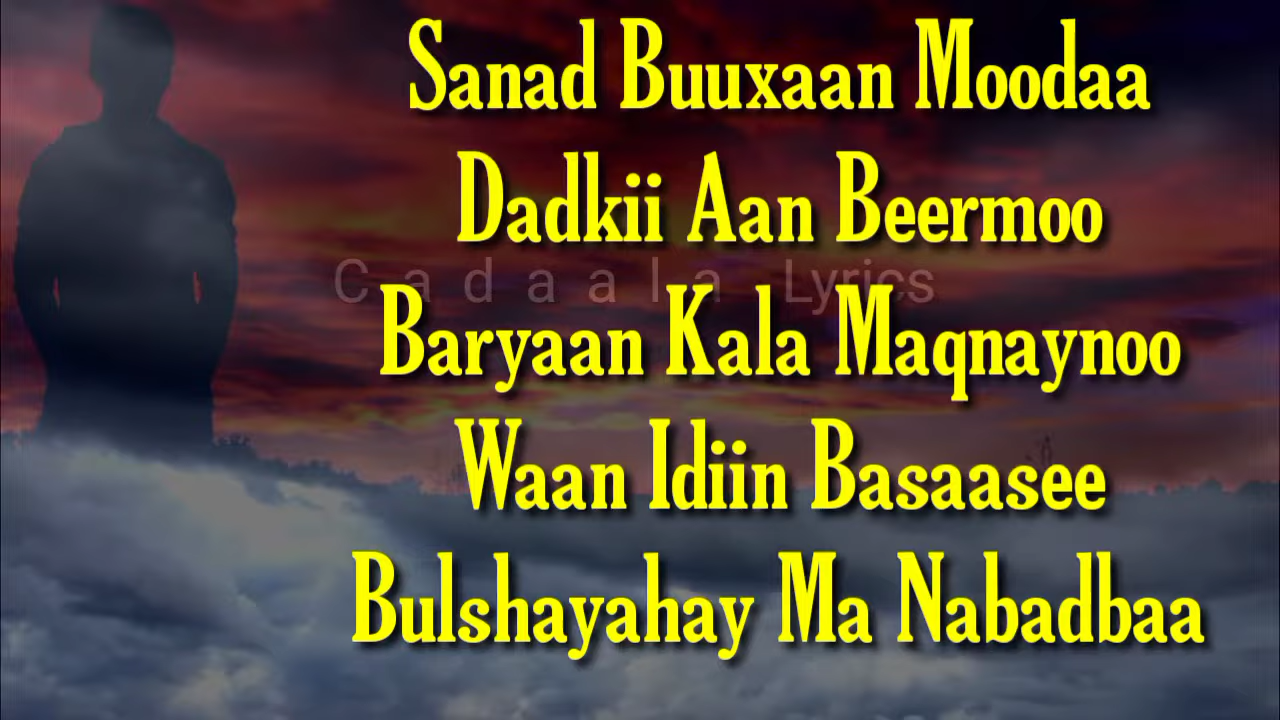 Sanad Buuxaan Moodaa
Dadkii Aan Beermoo
Cadaala Lyrics
Baryaan Kala Maqnaynoo
Waan Idiin Basaasee
Bulshayahay Ma Nabadbaa